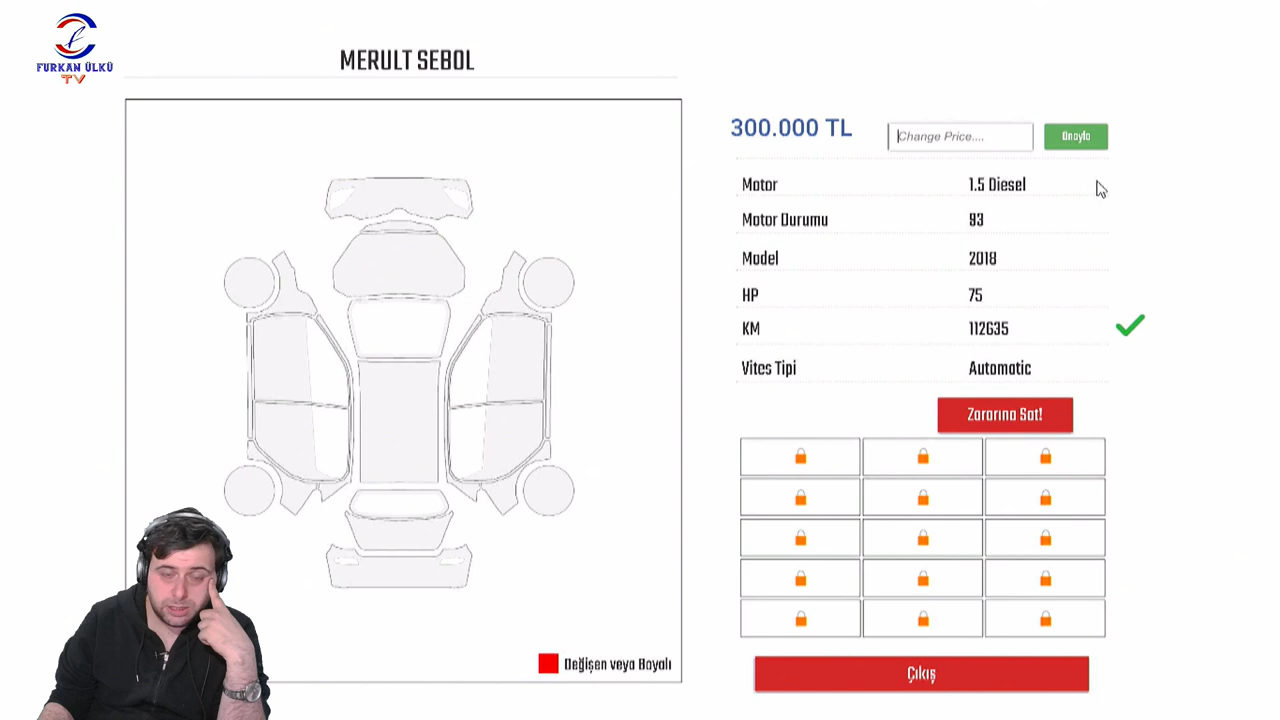 FURKAN ÜLKÜ
TV
MERULT SEBOL
300.000 TL
Change Price....
Onayla
Motor 1.5 Diesel
Motor Durumu 93
Model 2018
HP 75
KM 112635
Vites Tipi Automatic
Zararına Sat!
Değişen veya Boyalı
Çıkış